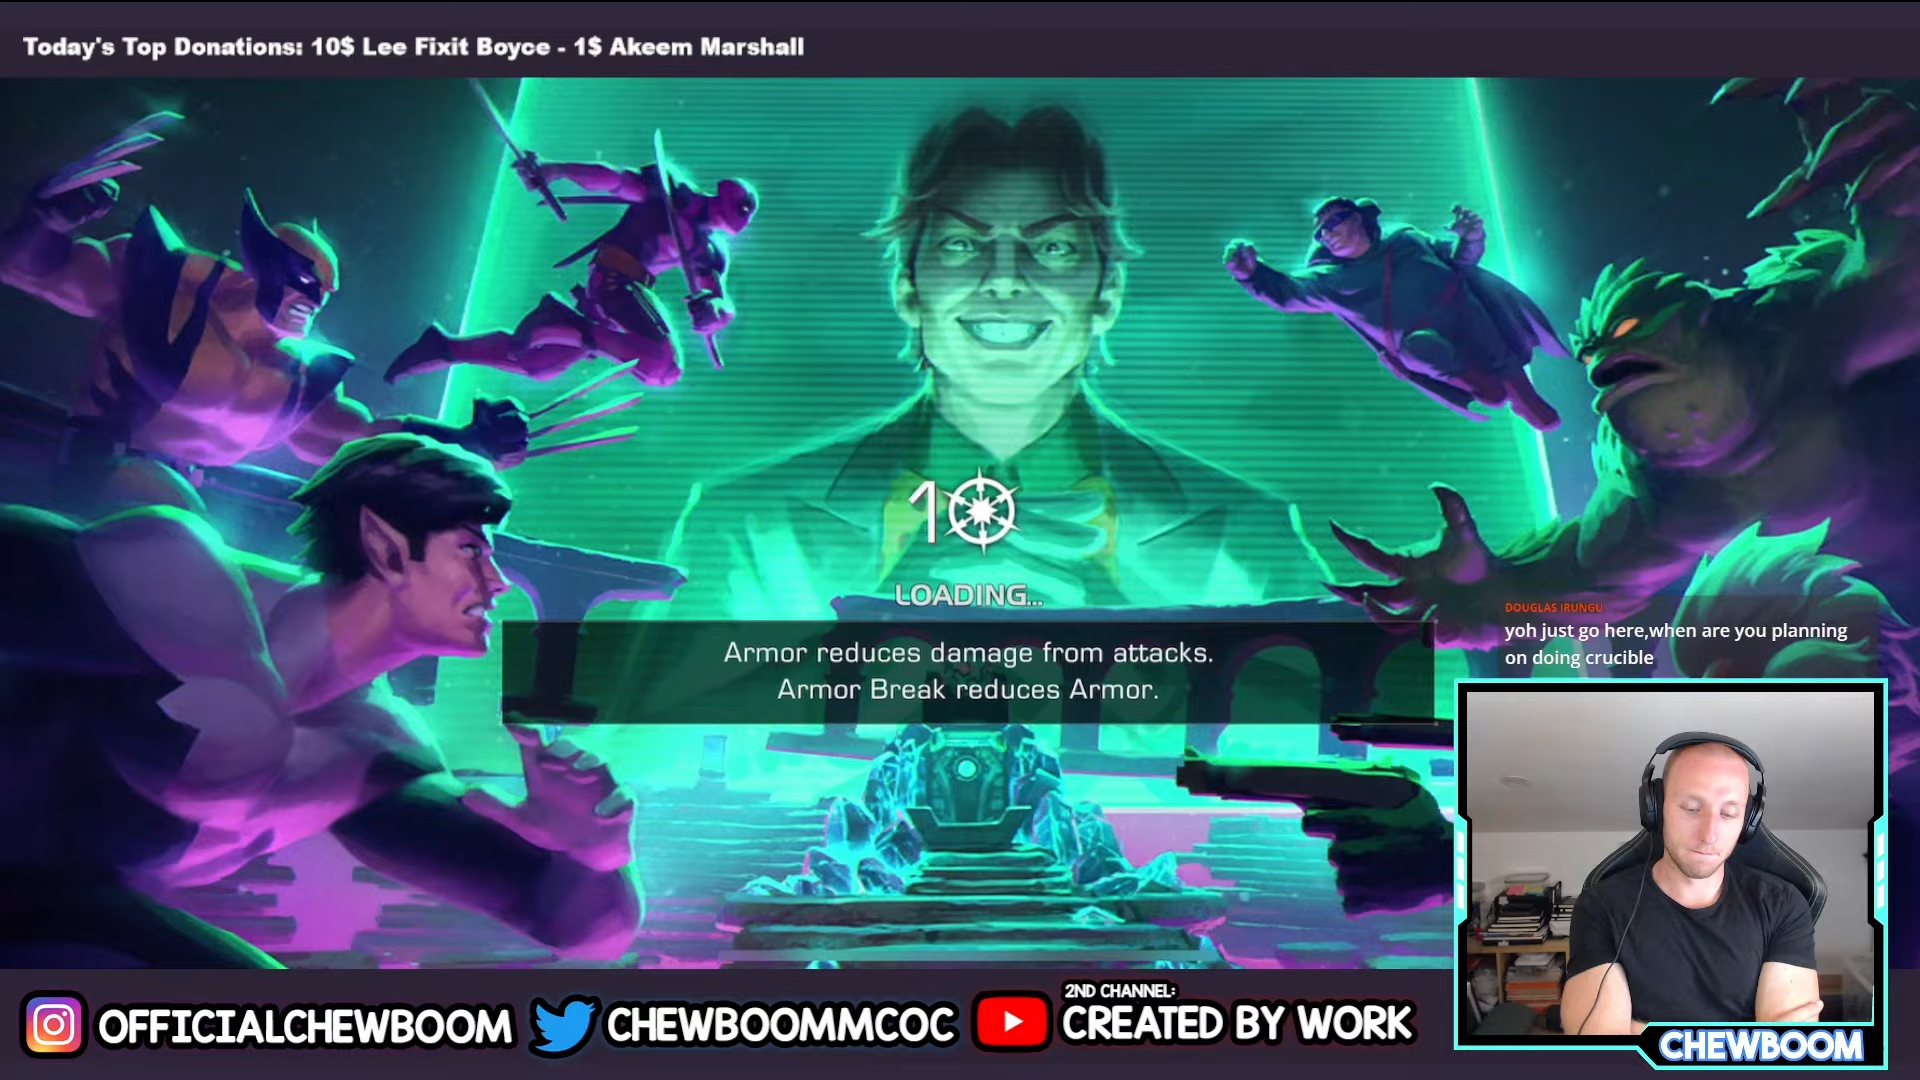 Today's Top Donations: 10$ Lee Fixit Boyce - 1$ Akeem Marshall
10
LOADING...
Armor reduces damage from attacks.
Armor Break reduces Armor.
DOUGLAS IRUNGU
yoh just go here,when are you planning
on doing crucible
OFFICIALCHEWBOOM
CHEWBOOMMCOC
2ND CHANNEL:
CREATED BY WORK
CHEWBOOM